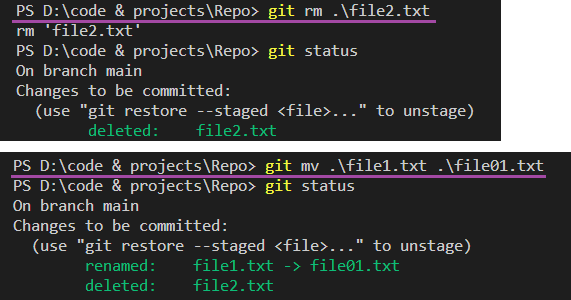 PS D:\code & projects\Repo> git rm .\file2.txt
rm 'file2.txt'
PS D:\code & projects\Repo> git status
On branch main
Changes to be committed:
  (use "git restore --staged <file>..." to unstage)
        deleted:    file2.txt
PS D:\code & projects\Repo> git mv .\file1.txt .\file01.txt
PS D:\code & projects\Repo> git status
On branch main
Changes to be committed:
  (use "git restore --staged <file>..." to unstage)
        renamed:    file1.txt -> file01.txt
        deleted:    file2.txt